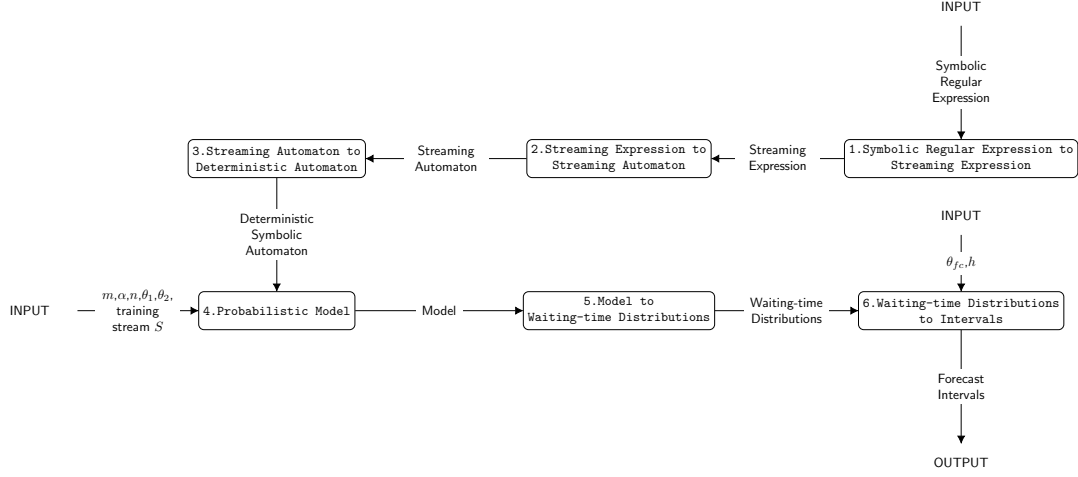 INPUT
Symbolic
Regular
Expression
1.Symbolic Regular Expression to
Streaming Expression
Streaming
Expression
2.Streaming Expression to
Streaming Automaton
Streaming
Automaton
3.Streaming Automaton to
Deterministic Automaton
Deterministic
Symbolic
Automaton
INPUT
m,α,n,θ₁,θ₂,
training
stream S
4.Probabilistic Model
Model
5.Model to
Waiting-time Distributions
Waiting-time
Distributions
INPUT
θ_{fc},h
6.Waiting-time Distributions
to Intervals
Forecast
Intervals
OUTPUT